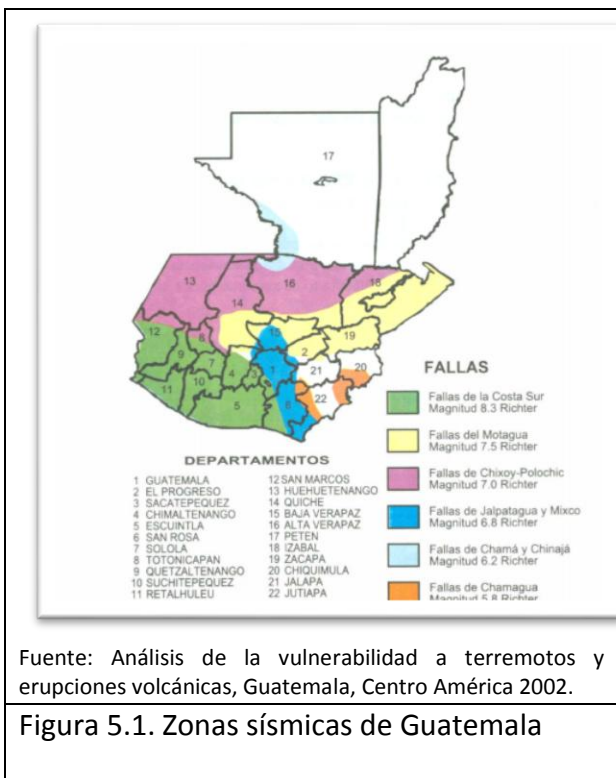 17
13
16
18
14
12
8
15
19
9
7
2
4
3
1
21
20
11
10
5
6
22
FALLAS
Fallas de la Costa Sur
Magnitud 8.3 Richter
Fallas del Motagua
Magnitud 7.5 Richter
Fallas de Chixoy-Polochic
Magnitud 7.0 Richter
Fallas de Jalpatagua y Mixco
Magnitud 6.8 Richter
Fallas de Chamá y Chinajá
Magnitud 6.2 Richter
Fallas de Chamagua
Magnitud 5.8 Richter
DEPARTAMENTOS
1 GUATEMALA
2 EL PROGRESO
3 SACATEPEQUEZ
4 CHIMALTENANGO
5 ESCUINTLA
6 SAN ROSA
7 SOLOLA
8 TOTONICAPAN
9 QUETZALTENANGO
10 SUCHITEPEQUEZ
11 RETALHULEU
12 SAN MARCOS
13 HUEHUETENANGO
14 QUICHE
15 BAJA VERAPAZ
16 ALTA VERAPAZ
17 PETEN
18 IZABAL
19 ZACAPA
20 CHIQUIMULA
21 JALAPA
22 JUTIAPA
Fuente: Análisis de la vulnerabilidad a terremotos y
erupciones volcánicas, Guatemala, Centro América 2002.
Figura 5.1. Zonas sísmicas de Guatemala